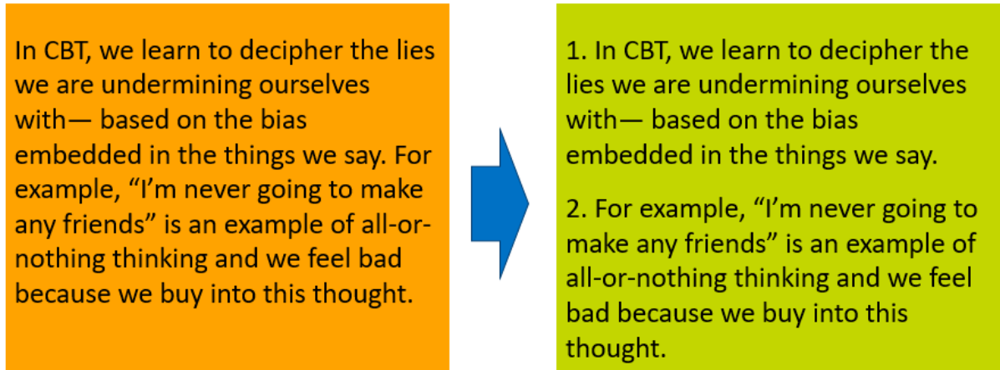 In CBT, we learn to decipher the lies
we are undermining ourselves
with— based on the bias
embedded in the things we say. For
example, “I’m never going to make
any friends” is an example of all-or-
nothing thinking and we feel bad
because we buy into this thought.
1. In CBT, we learn to decipher the
lies we are undermining ourselves
with— based on the bias
embedded in the things we say.
2. For example, “I’m never going to
make any friends” is an example of
all-or-nothing thinking and we feel
bad because we buy into this
thought.